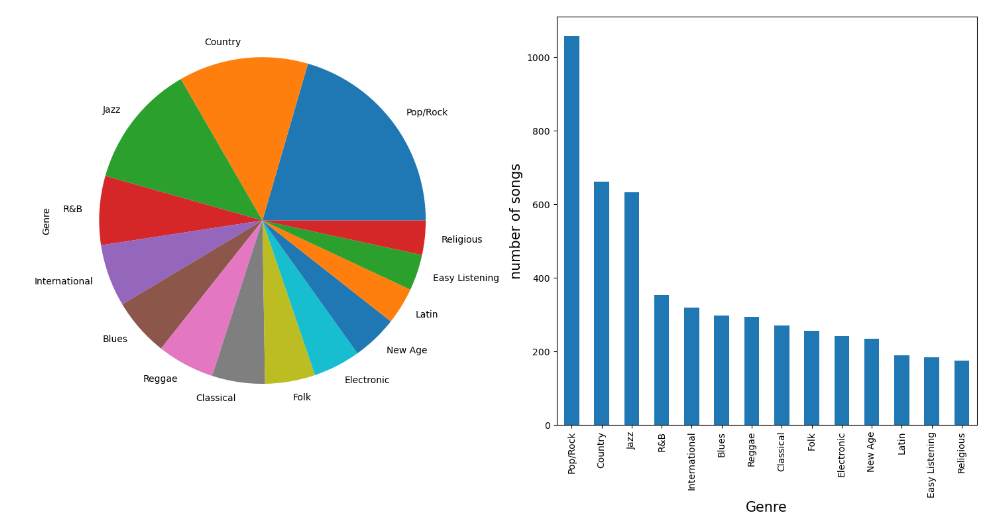 Country
Pop/Rock
Jazz
R&B
Genre
International
Blues
Reggae
Classical
Folk
Electronic
New Age
Latin
Easy Listening
Religious
number of songs
1000
800
600
400
200
0
Pop/Rock
Country
Jazz
R&B
International
Blues
Reggae
Classical
Folk
Electronic
New Age
Latin
Easy Listening
Religious
Genre